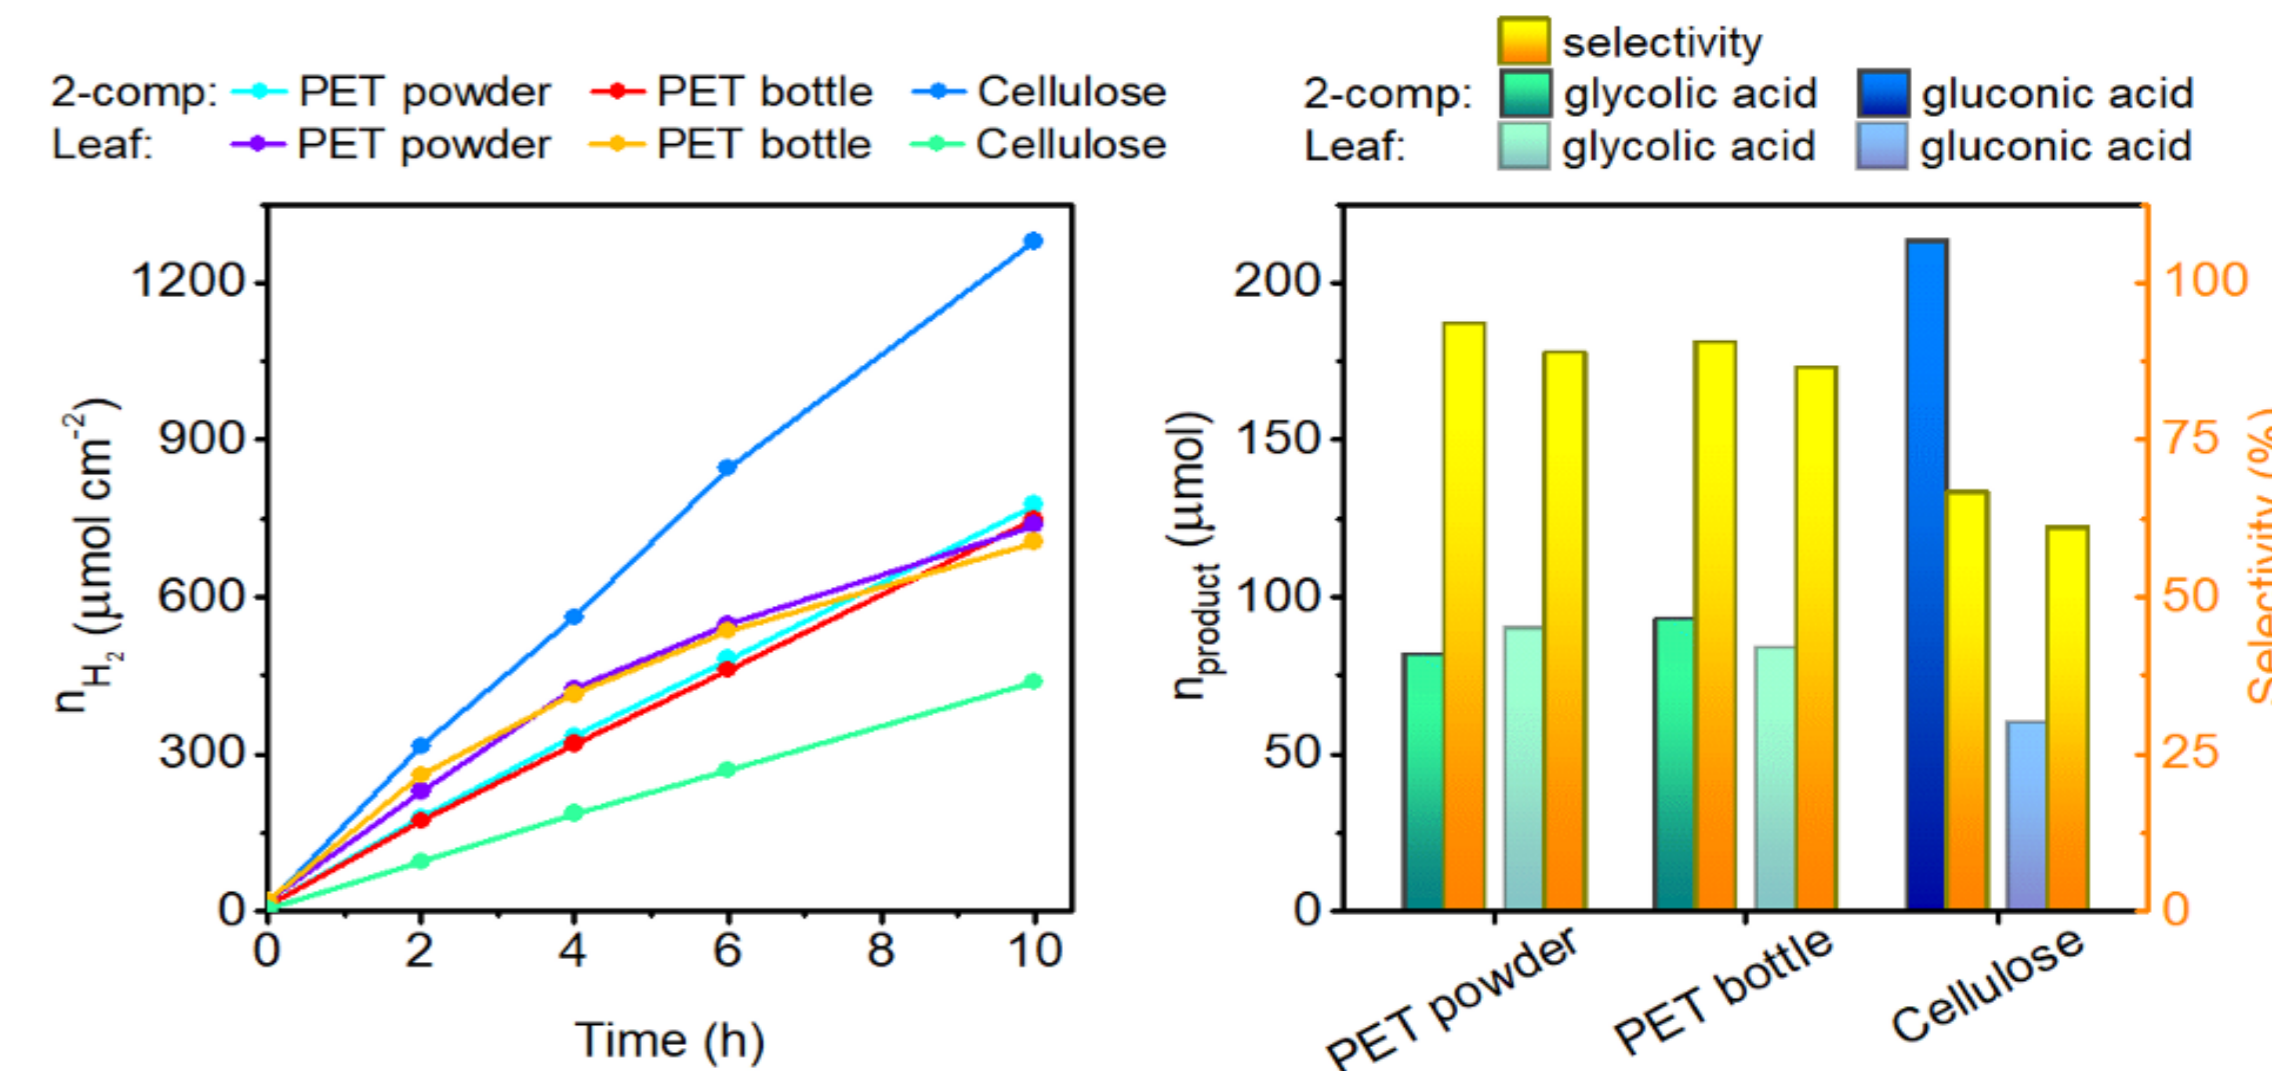 2-comp: PET powder PET bottle Cellulose
Leaf: PET powder PET bottle Cellulose
1200
900
600
300
0
0 2 4 6 8 10
Time (h)
nH2 (μmol cm-2)
selectivity
2-comp: glycolic acid gluconic acid
Leaf: glycolic acid gluconic acid
200
150
100
50
0
nproduct (μmol)
100
75
50
25
0
Selectivity (%)
PET powder PET bottle Cellulose